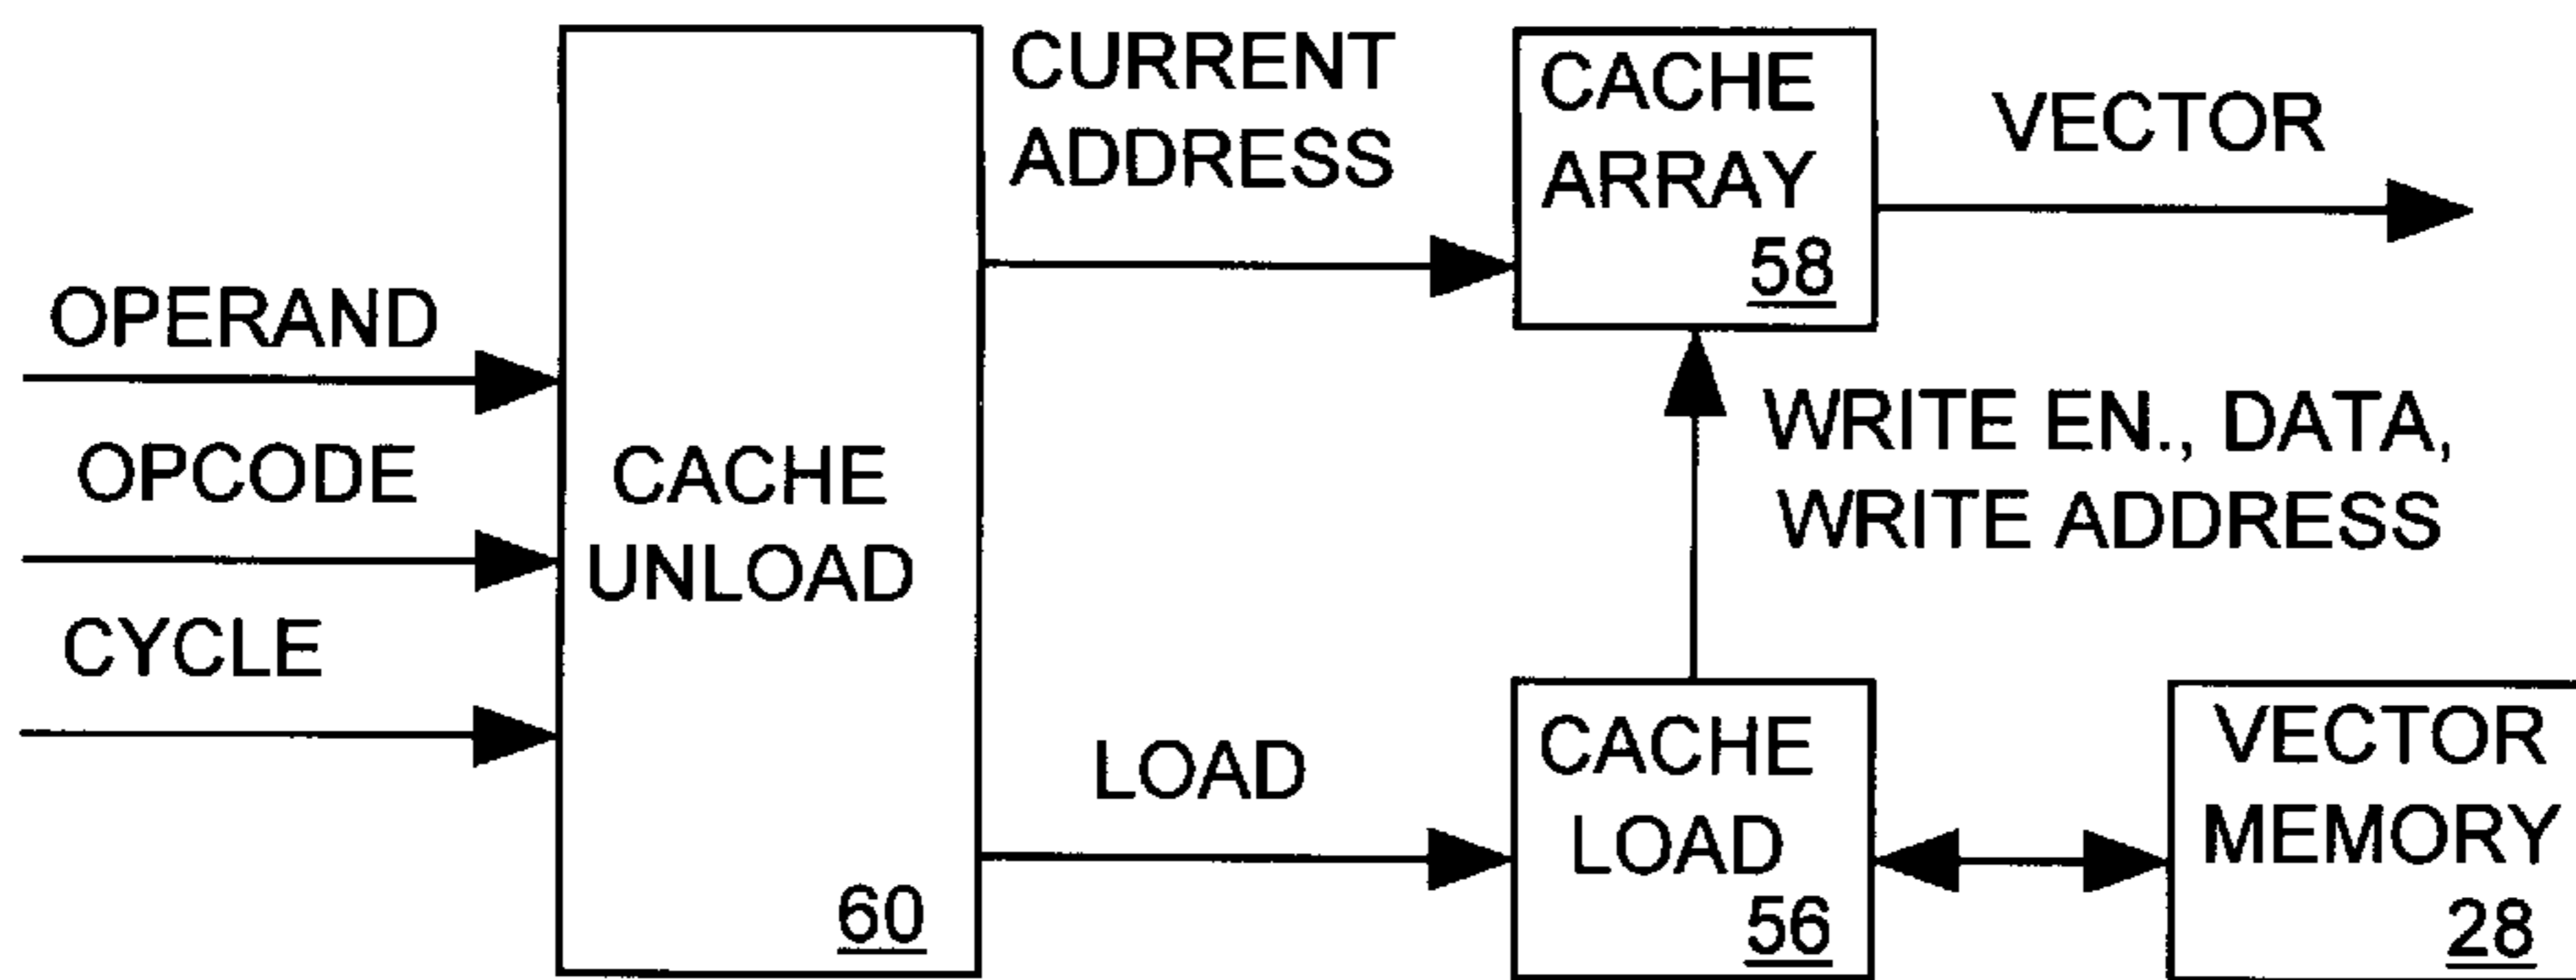 OPERAND
OPCODE
CYCLE
CACHE
UNLOAD
60
CURRENT
ADDRESS
LOAD
CACHE
ARRAY
58
VECTOR
WRITE EN., DATA,
WRITE ADDRESS
CACHE
LOAD
56
VECTOR
MEMORY
28